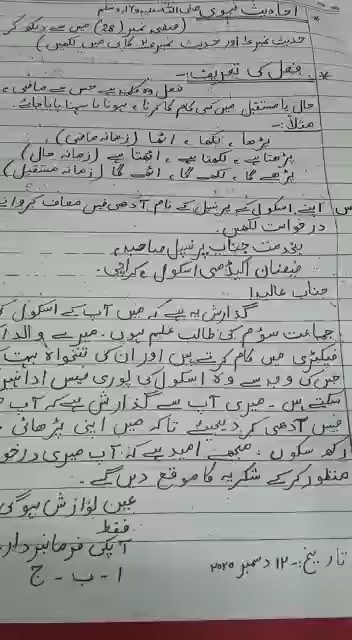 احادیث نبوی صلی اللہ علیہ وآلہ وسلم
(صفحہ نمبر (28) میں سے دیکھ کر
حدیث نمبر ۱ اور حدیث نمبر ۲ کاپی میں لکھیں)
* فعل کی تعریف:-
فعل وہ کلمہ ہے جس سے ماضی،
حال یا مستقبل میں کسی کام کا کرنا، ہونا یا سہنا پایا جائے۔
مثلاً:-
پڑھا، لکھا، اٹھا (زمانہ ماضی)
پڑھتا ہے، لکھتا ہے، اٹھتا ہے (زمانہ حال)
پڑھے گا، لکھے گا، اٹھے گا (زمانہ مستقبل)
س اپنے اسکول کے پرنسپل کے نام آدھی فیس معاف کروانے
درخواست لکھیں۔
بخدمت جناب پرنسپل صاحبہ،
فیضان اکیڈمی اسکول، کراچی۔
جناب عالیہ!
گذارش یہ ہے کہ میں آپ کے اسکول
جماعت سوم کی طالب علم ہوں۔ میرے والد
فیکٹری میں کام کرتے ہیں اور ان کی تنخواہ بہت
جس کی وجہ سے وہ اسکول کی پوری فیس ادا نہیں
سکتے ہیں۔ میری آپ سے گذارش ہے کہ آپ
فیس آدھی کر دیجئے تاکہ میں اپنی پڑھائی
رکھ سکوں۔ مجھے امید ہے کہ آپ میری
منظور کر کے شکریہ کا موقع دیں گے۔
عین نوازش ہوگی
فقط
آپکی فرمانبردار
تاریخ:- ۱۲ دسمبر ۲۰۲۰
ا - ب - ج